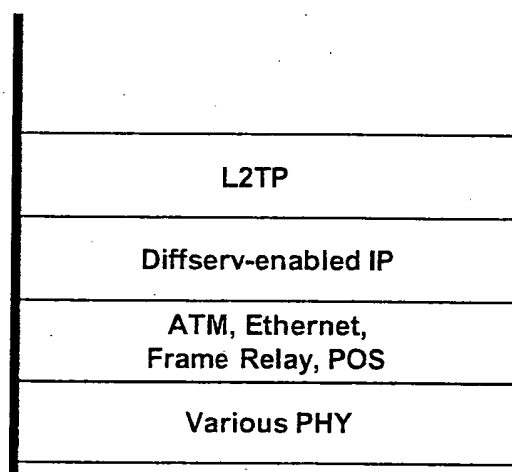 L2TP
Diffserv-enabled IP
ATM, Ethernet,
Frame Relay, POS
Various PHY